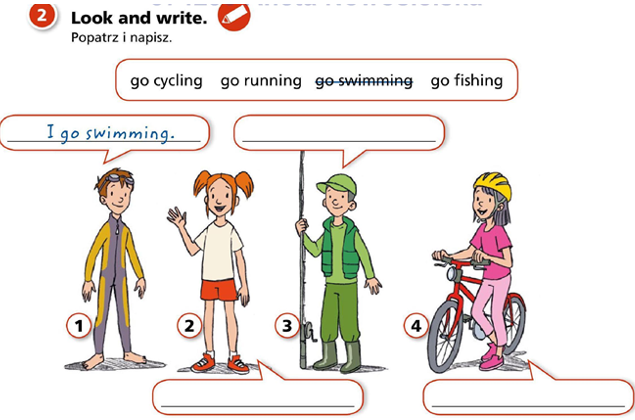 2 Look and write.
Popatrz i napisz.
go cycling go running go swimming go fishing
I go swimming.
1
2
3
4